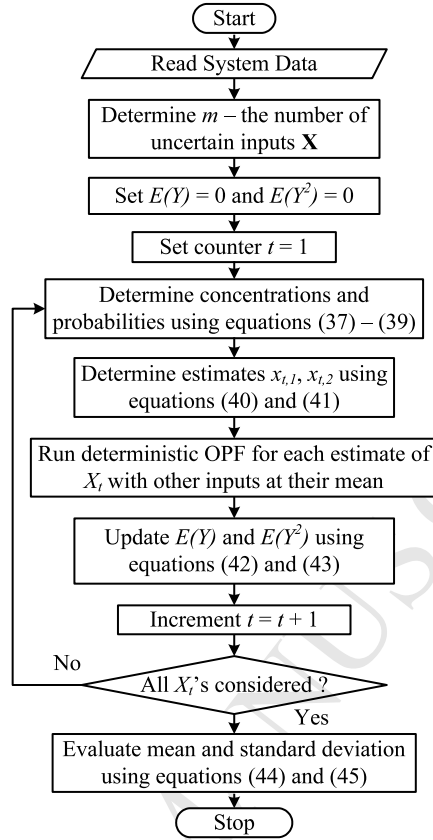 Start
Read System Data
Determine m – the number of
uncertain inputs X
Set E(Y) = 0 and E(Y²) = 0
Set counter t = 1
Determine concentrations and
probabilities using equations (37) – (39)
Determine estimates xₜ,₁, xₜ,₂ using
equations (40) and (41)
Run deterministic OPF for each estimate of
Xₜ with other inputs at their mean
Update E(Y) and E(Y²) using
equations (42) and (43)
Increment t = t + 1
No
All Xₜ's considered ?
Yes
Evaluate mean and standard deviation
using equations (44) and (45)
Stop